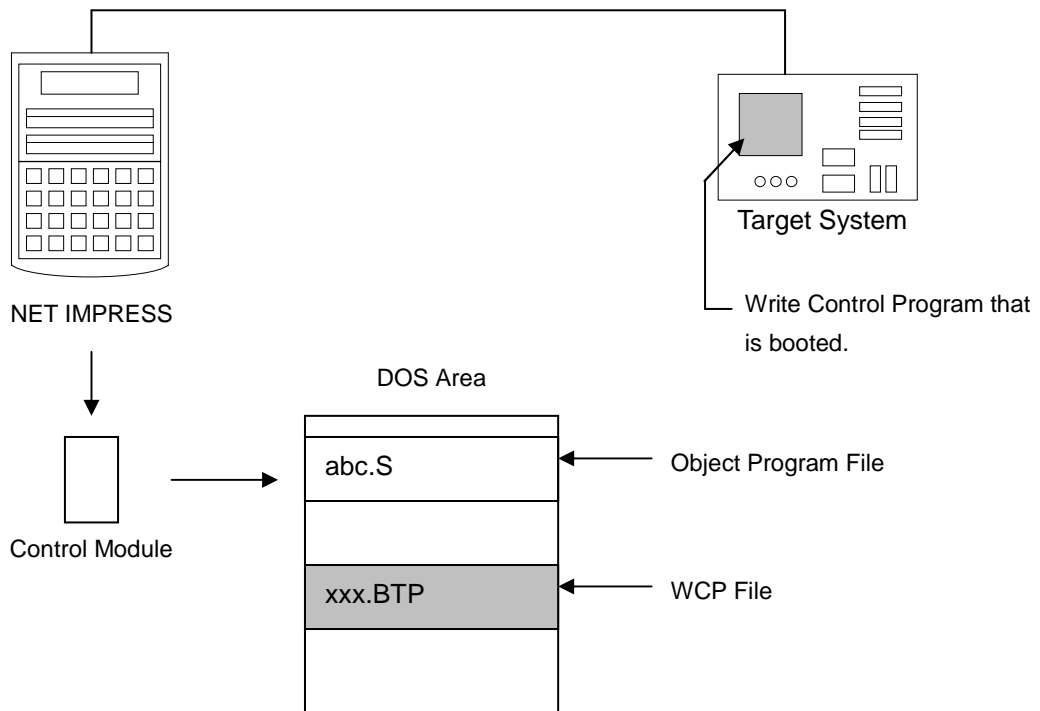 Target System
NET IMPRESS
Write Control Program that
is booted.
DOS Area
abc.S
Object Program File
Control Module
xxx.BTP
WCP File